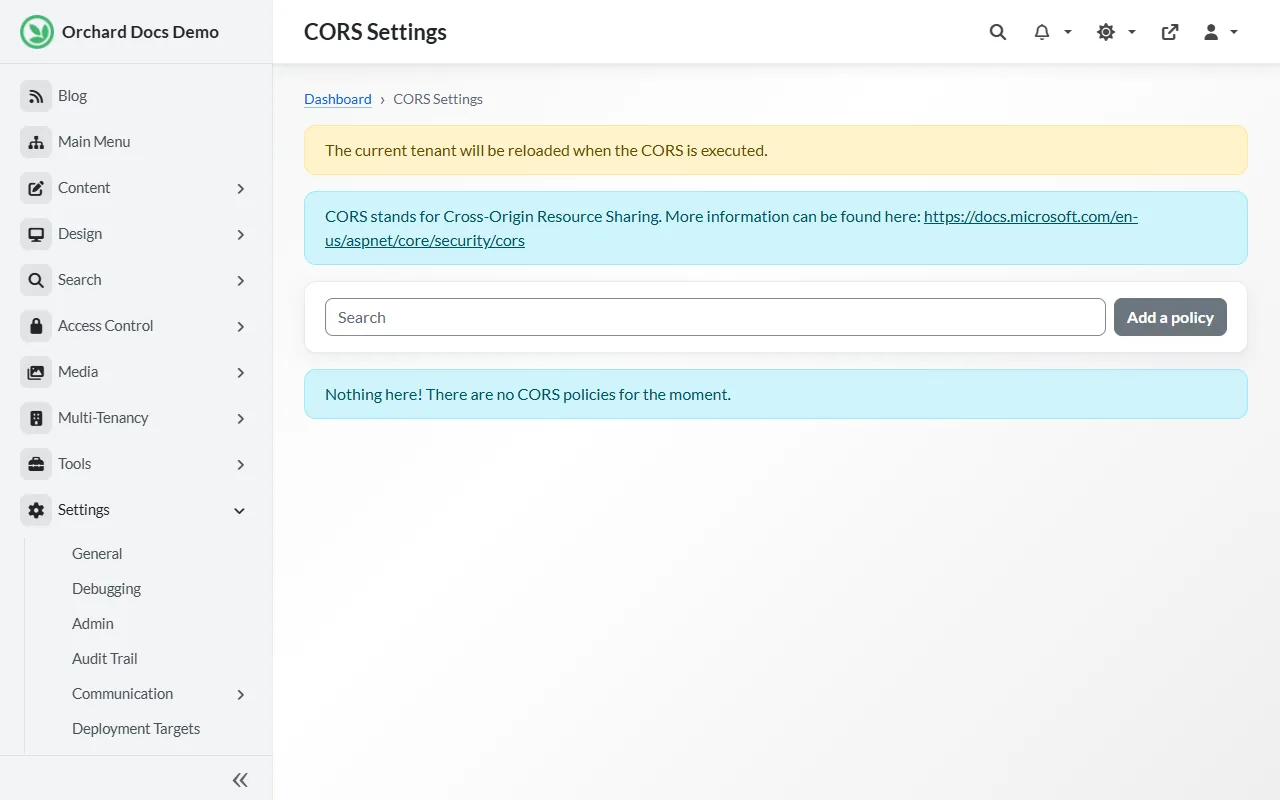 Orchard Docs Demo
CORS Settings
Blog
Main Menu
Content
Design
Search
Access Control
Media
Multi-Tenancy
Tools
Settings
General
Debugging
Admin
Audit Trail
Communication
Deployment Targets
Dashboard › CORS Settings
The current tenant will be reloaded when the CORS is executed.
CORS stands for Cross-Origin Resource Sharing. More information can be found here: https://docs.microsoft.com/en-
us/aspnet/core/security/cors
Search
Add a policy
Nothing here! There are no CORS policies for the moment.